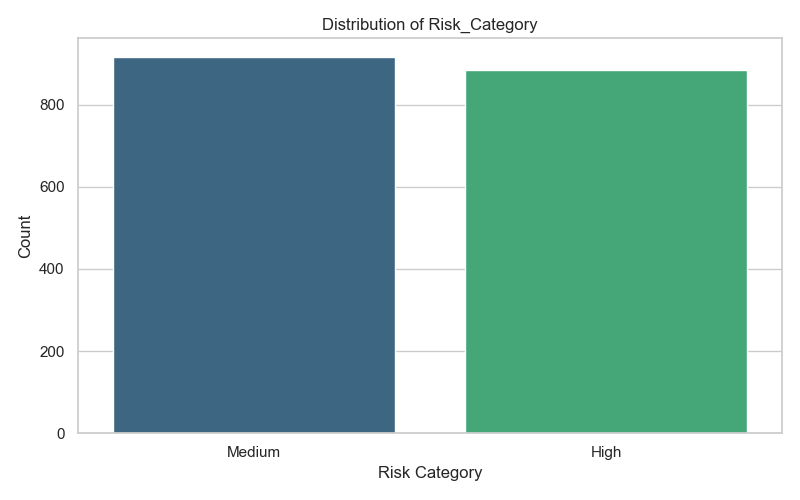 Distribution of Risk_Category
Count
800
600
400
200
0
Medium
High
Risk Category